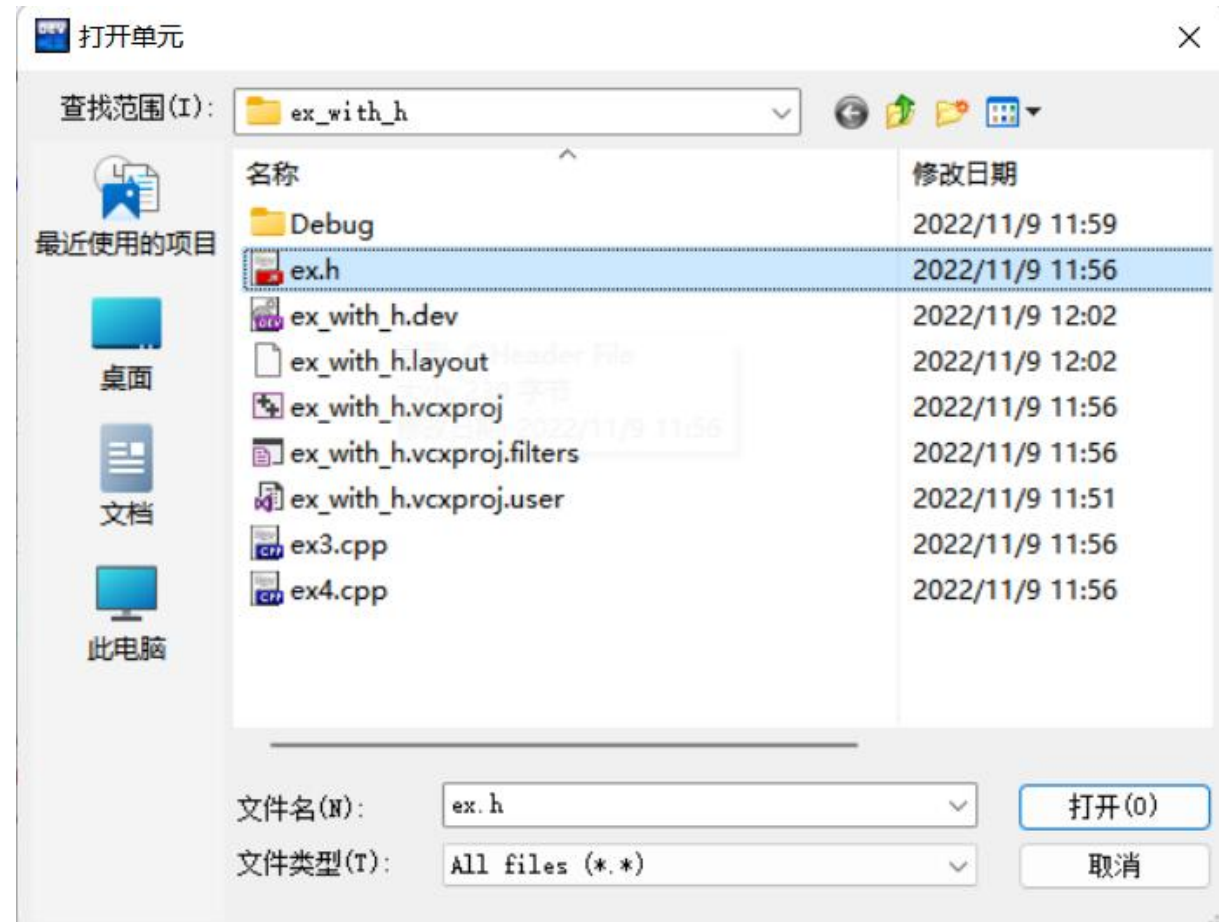 打开单元
查找范围(I):
ex_with_h
名称
修改日期
最近使用的项目
桌面
文档
此电脑
Debug
2022/11/9 11:59
ex.h
2022/11/9 11:56
ex_with_h.dev
2022/11/9 12:02
ex_with_h.layout
2022/11/9 12:02
ex_with_h.vcxproj
2022/11/9 11:56
ex_with_h.vcxproj.filters
2022/11/9 11:56
ex_with_h.vcxproj.user
2022/11/9 11:51
ex3.cpp
2022/11/9 11:56
ex4.cpp
2022/11/9 11:56
文件名(N):
ex.h
打开(O)
文件类型(T):
All files (*.*)
取消